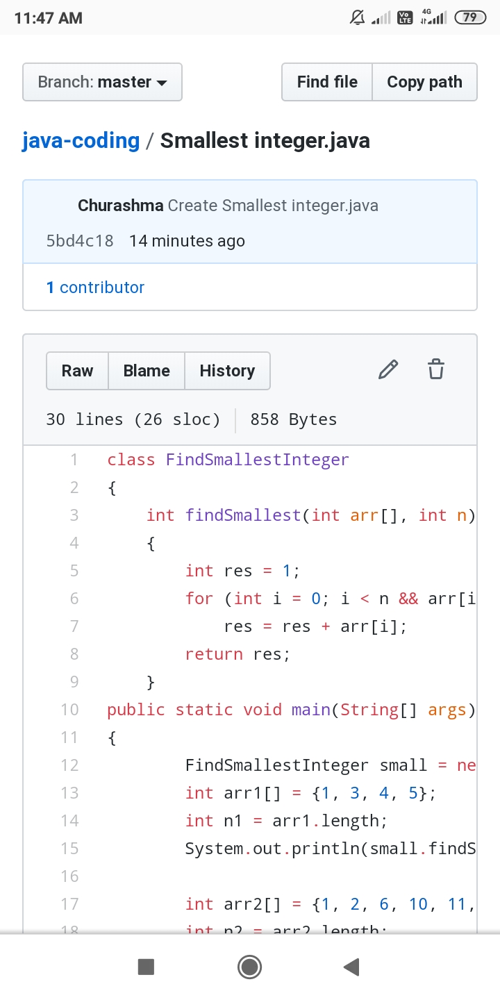 11:47 AM
Vo LTE 4G 79
Branch: master
Find file Copy path
java-coding / Smallest integer.java
Churashma Create Smallest integer.java
5bd4c18 14 minutes ago
1 contributor
Raw Blame History
30 lines (26 sloc) 858 Bytes
1 class FindSmallestInteger
2 {
3 int findSmallest(int arr[], int n)
4 {
5 int res = 1;
6 for (int i = 0; i < n && arr[i
7 res = res + arr[i];
8 return res;
9 }
10 public static void main(String[] args)
11 {
12 FindSmallestInteger small = ne
13 int arr1[] = {1, 3, 4, 5};
14 int n1 = arr1.length;
15 System.out.println(small.findS
16
17 int arr2[] = {1, 2, 6, 10, 11,
18 int n2 = arr2.length;